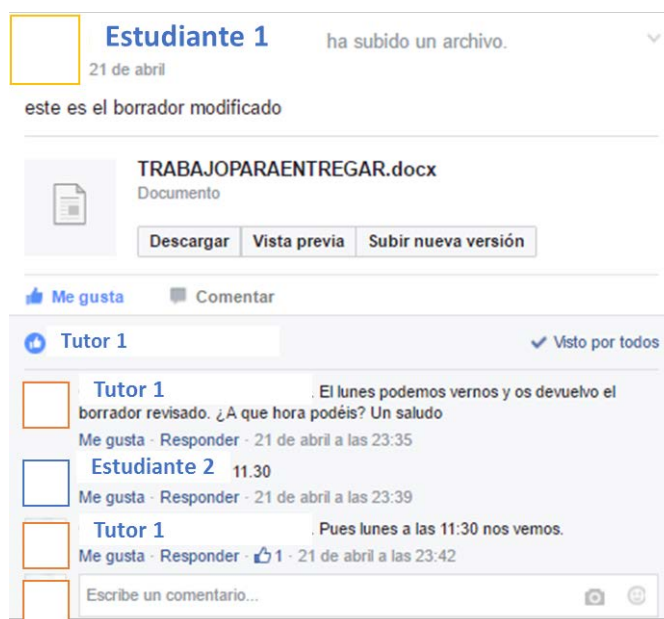 Estudiante 1 ha subido un archivo.
21 de abril
este es el borrador modificado
TRABAJOPARAENTREGAR.docx
Documento
Descargar Vista previa Subir nueva versión
Me gusta Comentar
Tutor 1 Visto por todos
Tutor 1 . El lunes podemos vernos y os devuelvo el
borrador revisado. ¿A que hora podéis? Un saludo
Me gusta · Responder · 21 de abril a las 23:35
Estudiante 2 11.30
Me gusta · Responder · 21 de abril a las 23:39
Tutor 1 . Pues lunes a las 11:30 nos vemos.
Me gusta · Responder · 1 · 21 de abril a las 23:42
Escribe un comentario...